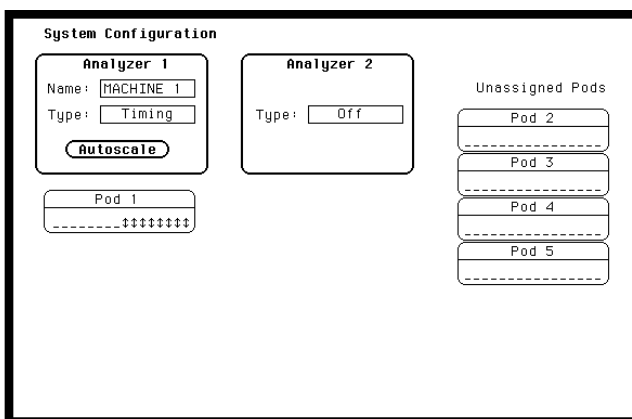 System Configuration
Analyzer 1
Name: MACHINE 1
Type: Timing
Autoscale
Analyzer 2
Type: Off
Unassigned Pods
Pod 1
--------↕↕↕↕↕↕↕↕
Pod 2
----------------
Pod 3
----------------
Pod 4
----------------
Pod 5
----------------